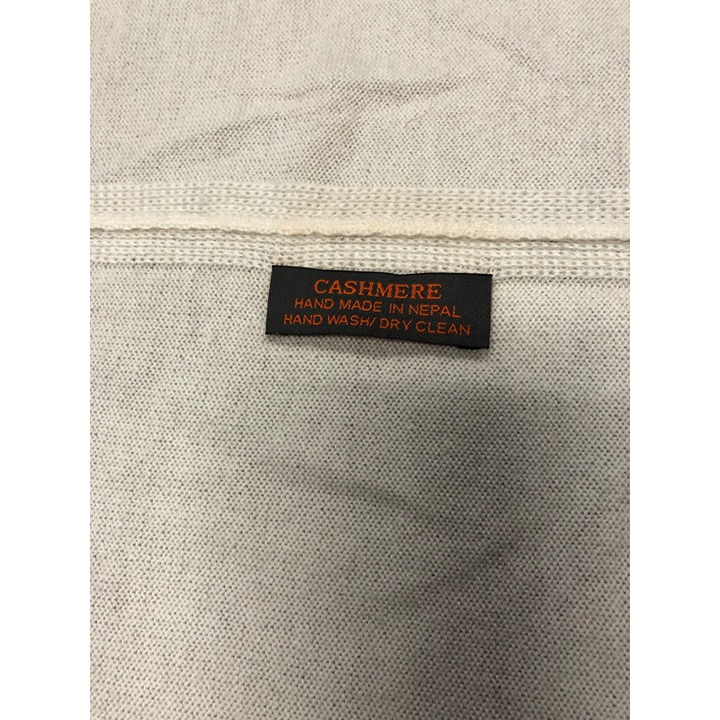 CASHMERE
HAND MADE IN NEPAL
HAND WASH/ DRY CLEAN